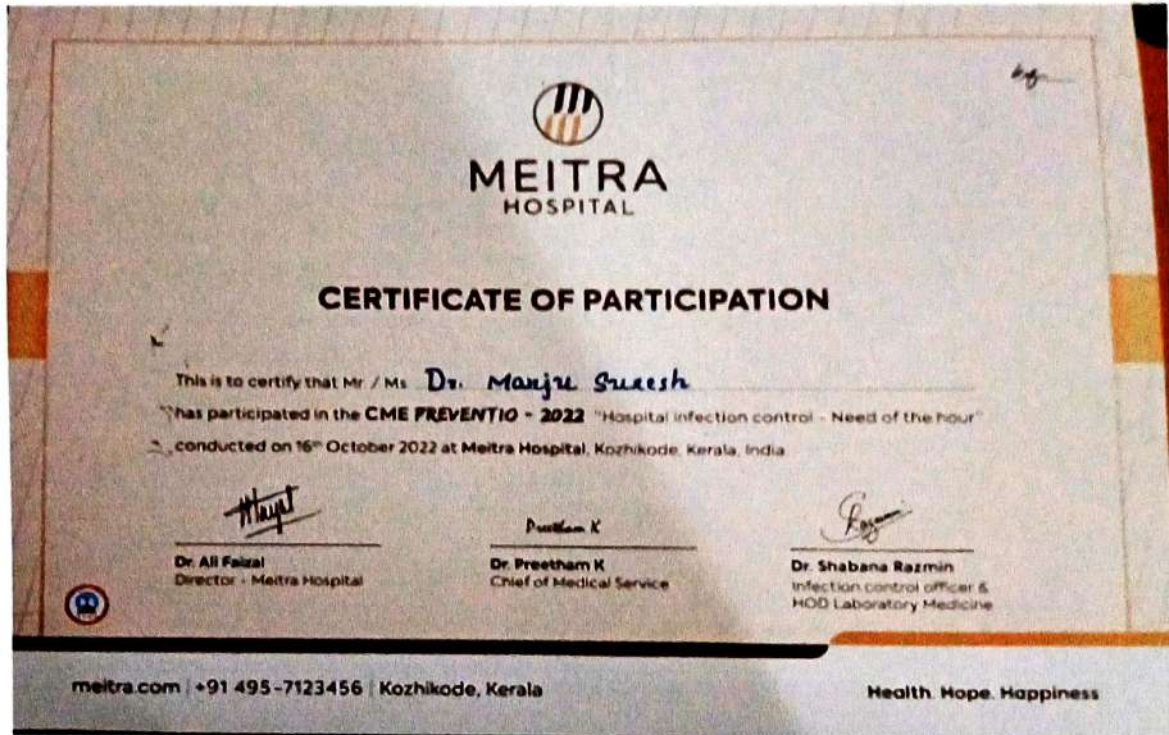 MEITRA
HOSPITAL
CERTIFICATE OF PARTICIPATION
This is to certify that Mr / Ms Dr. Manju Suresh
has participated in the CME PREVENTIO - 2022 "Hospital infection control - Need of the hour"
conducted on 16th October 2022 at Meitra Hospital, Kozhikode, Kerala, India
Preetham K
Dr. Ali Faizal
Director - Meitra Hospital
Dr. Preetham K
Chief of Medical Service
Dr. Shabana Razmin
Infection control officer &
HOD Laboratory Medicine
meitra.com | +91 495-7123456 | Kozhikode, Kerala
Health. Hope. Happiness